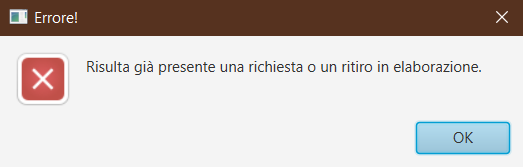 Errore!
Risulta già presente una richiesta o un ritiro in elaborazione.
OK